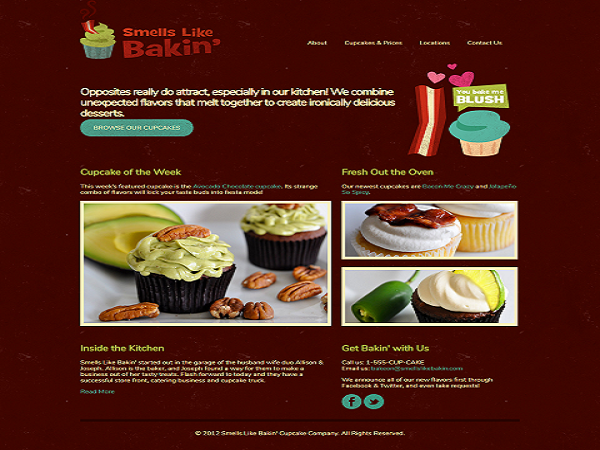 Smells Like
Bakin'
About
Cupcakes & Prices
Locations
Contact Us
Opposites really do attract, especially in our kitchen! We combine
unexpected flavors that melt together to create ironically delicious
desserts.
BROWSE OUR CUPCAKES
You bake me
BLUSH
Cupcake of the Week
This week's featured cupcake is the Avocado Chocolate cupcake. Its strange
combo of flavors will kick your taste buds into fiesta mode!
Fresh Out the Oven
Our newest cupcakes are Bacon Me Crazy and Jalapeño
So Spicy.
Inside the Kitchen
Smells Like Bakin' started out in the garage of the husband wife duo Allison &
Joseph. Allison is the baker, and Joseph found a way for them to make a
business out of her tasty treats. Flash forward to today and they have a
successful store front, catering business and cupcake truck.
Read More
Get Bakin' with Us
Call us: 1-555-CUP-CAKE
Email us: bakeon@smellslikebakin.com
We announce all of our new flavors first through
Facebook & Twitter, and even take requests!
© 2012 Smells Like Bakin' Cupcake Company. All Rights Reserved.